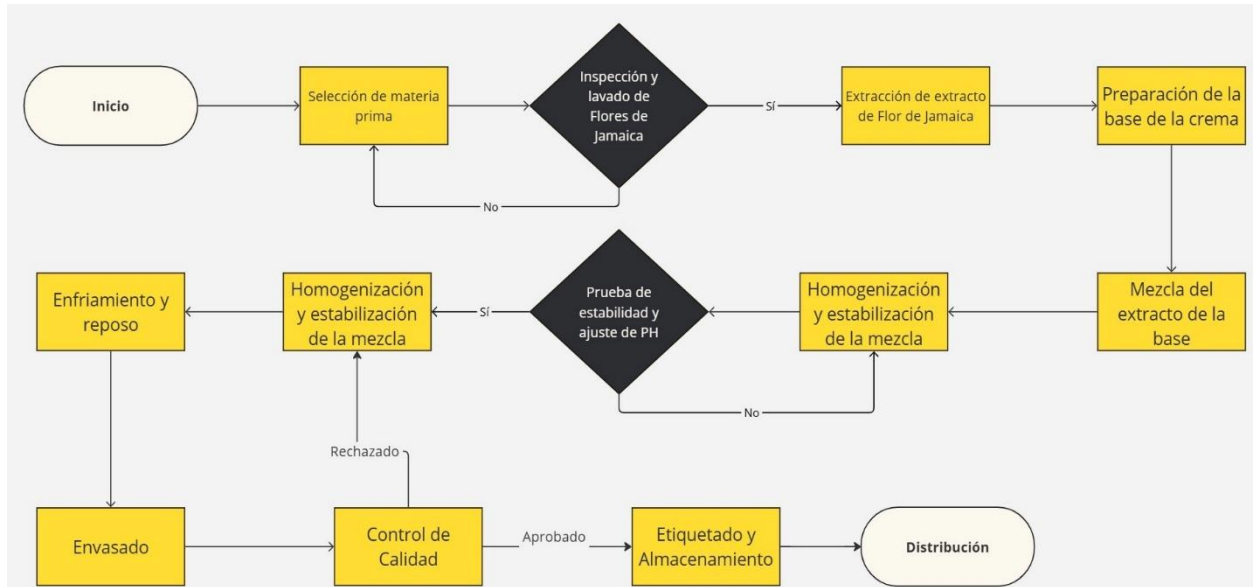 Inicio
Selección de materia
prima
Inspección y
lavado de
Flores de
Jamaica
Sí
Extracción de extracto
de Flor de Jamaica
Preparación de la
base de la crema
No
Enfriamiento y
reposo
Homogenización
y estabilización
de la mezcla
Sí
Prueba de
estabilidad y
ajuste de PH
Homogenización
y estabilización
de la mezcla
Mezcla del
extracto de la
base
No
Rechazado
Envasado
Control de
Calidad
Aprobado
Etiquetado y
Almacenamiento
Distribución